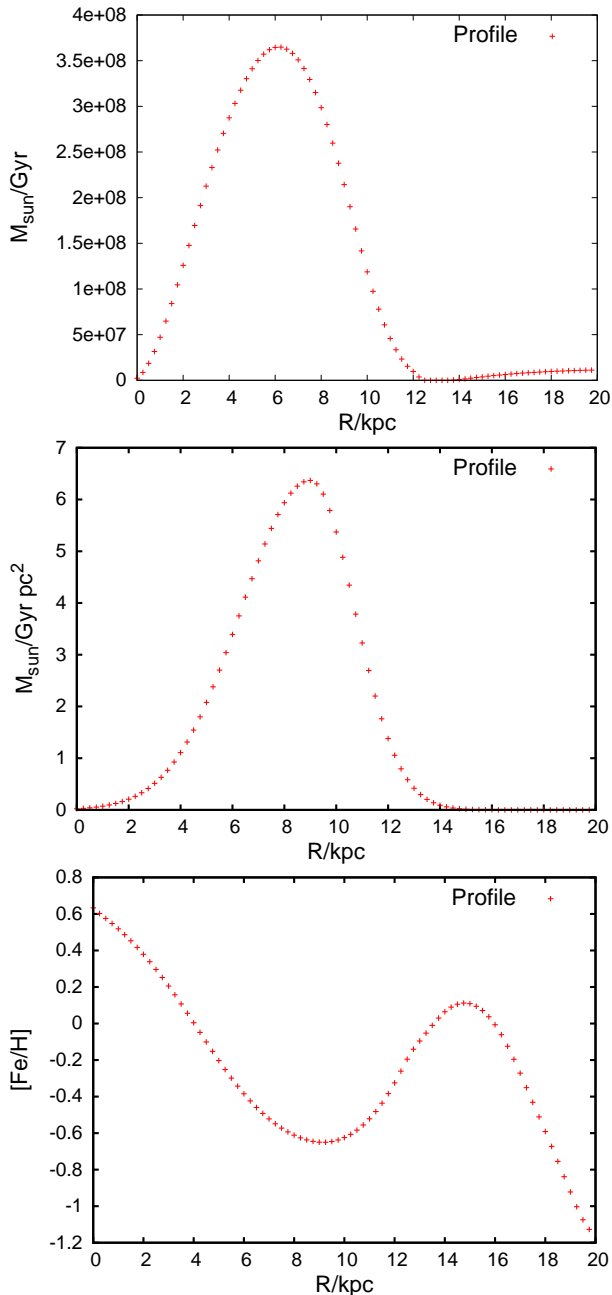 4e+08
3.5e+08
3e+08
2.5e+08
2e+08
1.5e+08
1e+08
5e+07
0
M_sun/Gyr
Profile
0 2 4 6 8 10 12 14 16 18 20
R/kpc
7
6
5
4
3
2
1
0
M_sun/Gyr pc²
Profile
0 2 4 6 8 10 12 14 16 18 20
R/kpc
0.8
0.6
0.4
0.2
0
-0.2
-0.4
-0.6
-0.8
-1
-1.2
[Fe/H]
Profile
0 2 4 6 8 10 12 14 16 18 20
R/kpc